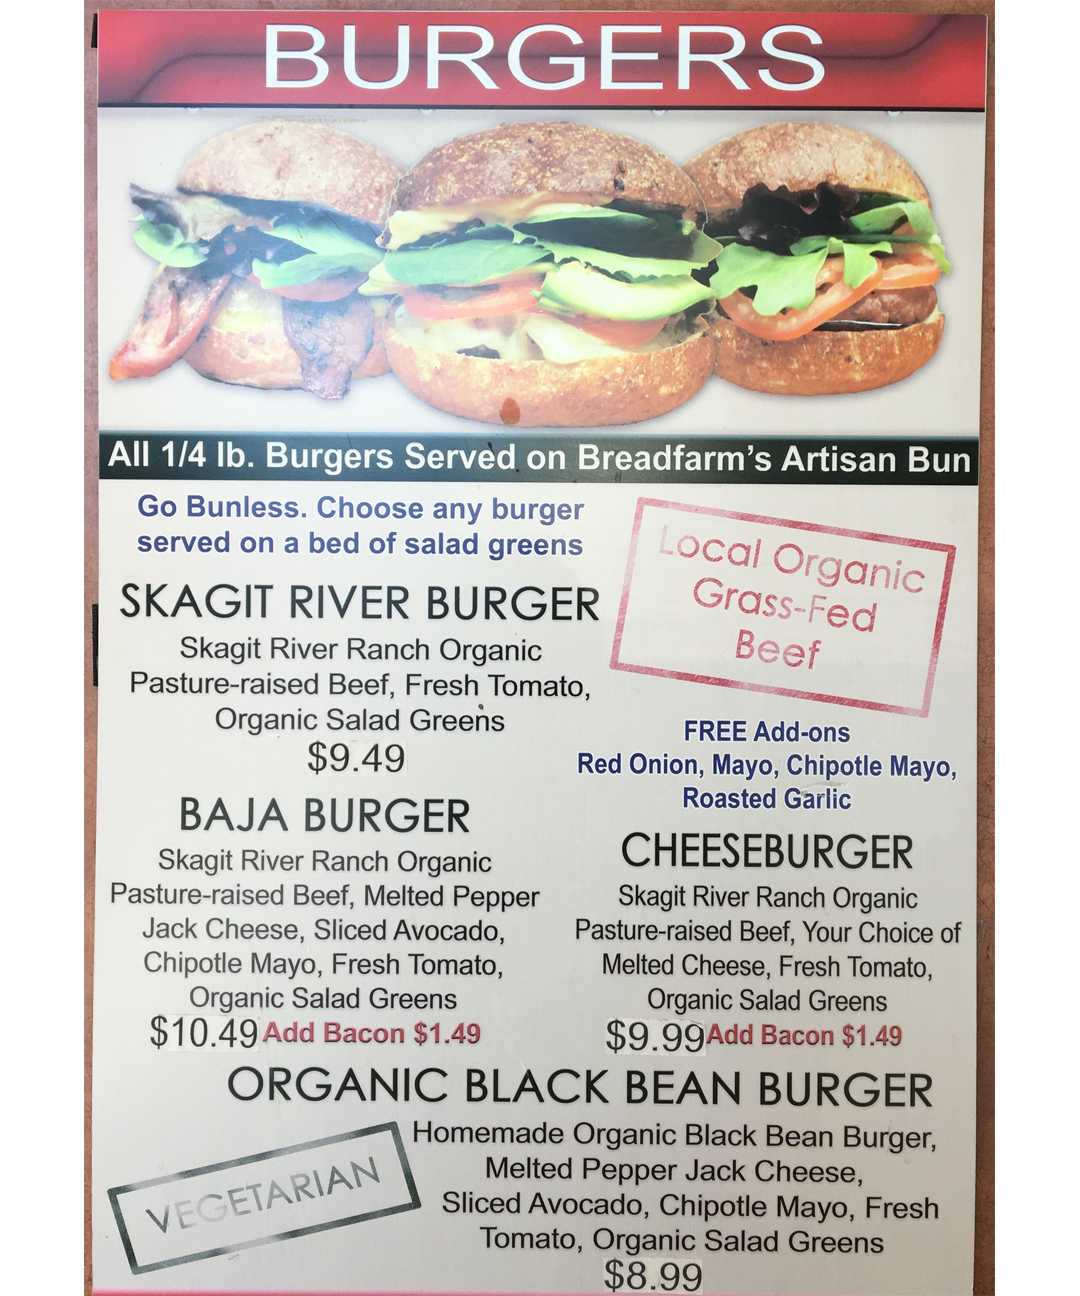 BURGERS
All 1/4 lb. Burgers Served on Breadfarm's Artisan Bun
Go Bunless. Choose any burger
served on a bed of salad greens
Local Organic
Grass-Fed
Beef
SKAGIT RIVER BURGER
Skagit River Ranch Organic
Pasture-raised Beef, Fresh Tomato,
Organic Salad Greens
$9.49
FREE Add-ons
Red Onion, Mayo, Chipotle Mayo,
Roasted Garlic
BAJA BURGER
Skagit River Ranch Organic
Pasture-raised Beef, Melted Pepper
Jack Cheese, Sliced Avocado,
Chipotle Mayo, Fresh Tomato,
Organic Salad Greens
$10.49 Add Bacon $1.49
CHEESEBURGER
Skagit River Ranch Organic
Pasture-raised Beef, Your Choice of
Melted Cheese, Fresh Tomato,
Organic Salad Greens
$9.99 Add Bacon $1.49
ORGANIC BLACK BEAN BURGER
Homemade Organic Black Bean Burger,
Melted Pepper Jack Cheese,
Sliced Avocado, Chipotle Mayo, Fresh
Tomato, Organic Salad Greens
$8.99
VEGETARIAN